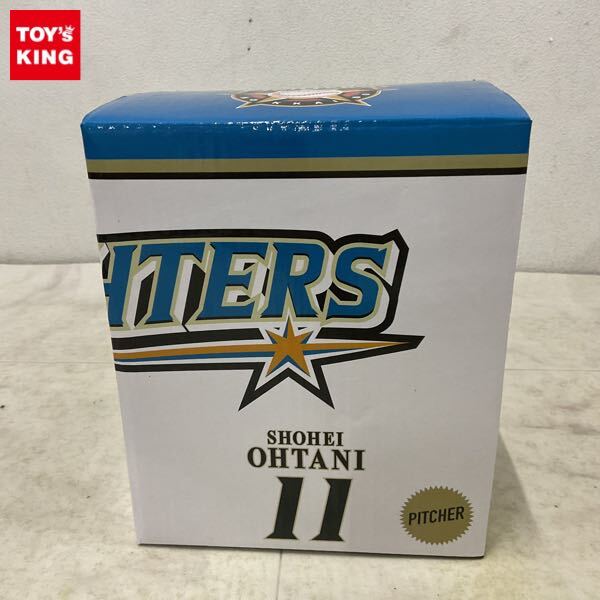 TOY'S
KING
HTERS
SHOHEI
OHTANI
11
PITCHER